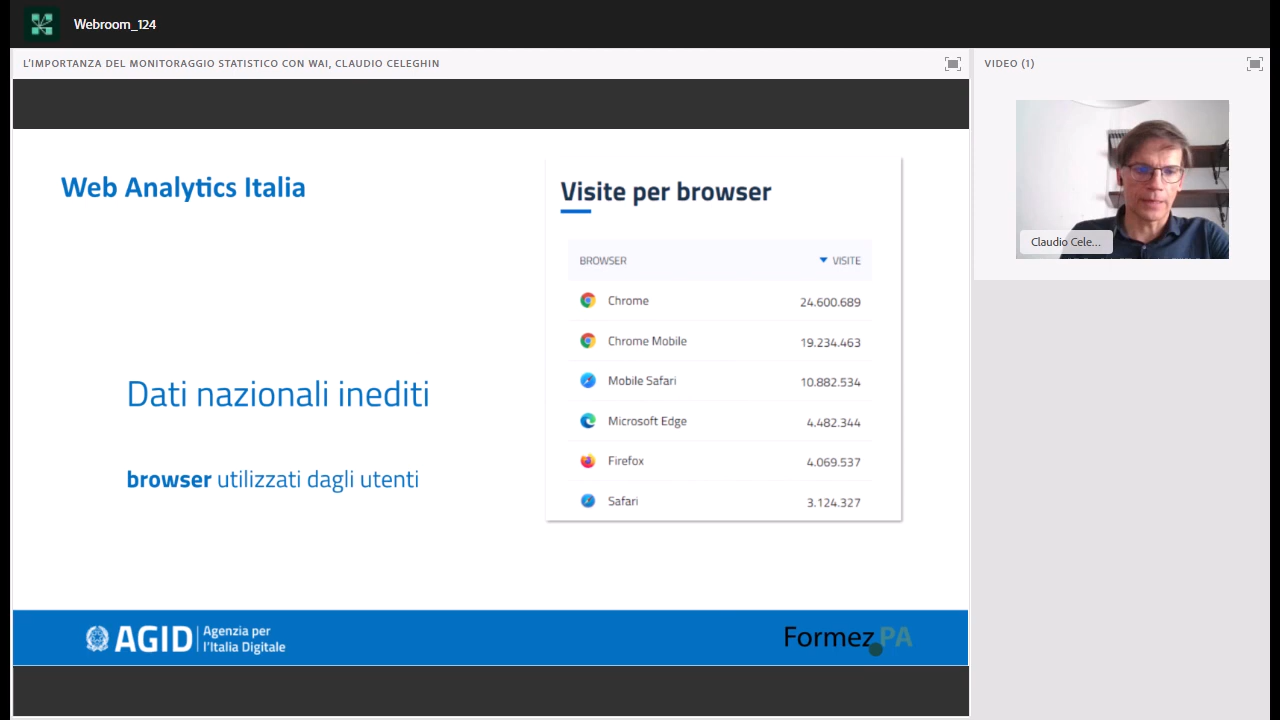 Webroom_124
L'IMPORTANZA DEL MONITORAGGIO STATISTICO CON WAI, CLAUDIO CELEGHIN
VIDEO (1)
Claudio Cele...
Web Analytics Italia
Dati nazionali inediti
browser utilizzati dagli utenti
Visite per browser
BROWSER VISITE
Chrome 24.600.689
Chrome Mobile 19.234.463
Mobile Safari 10.882.534
Microsoft Edge 4.482.344
Firefox 4.069.537
Safari 3.124.327
AGID Agenzia per
l'Italia Digitale
Formez PA